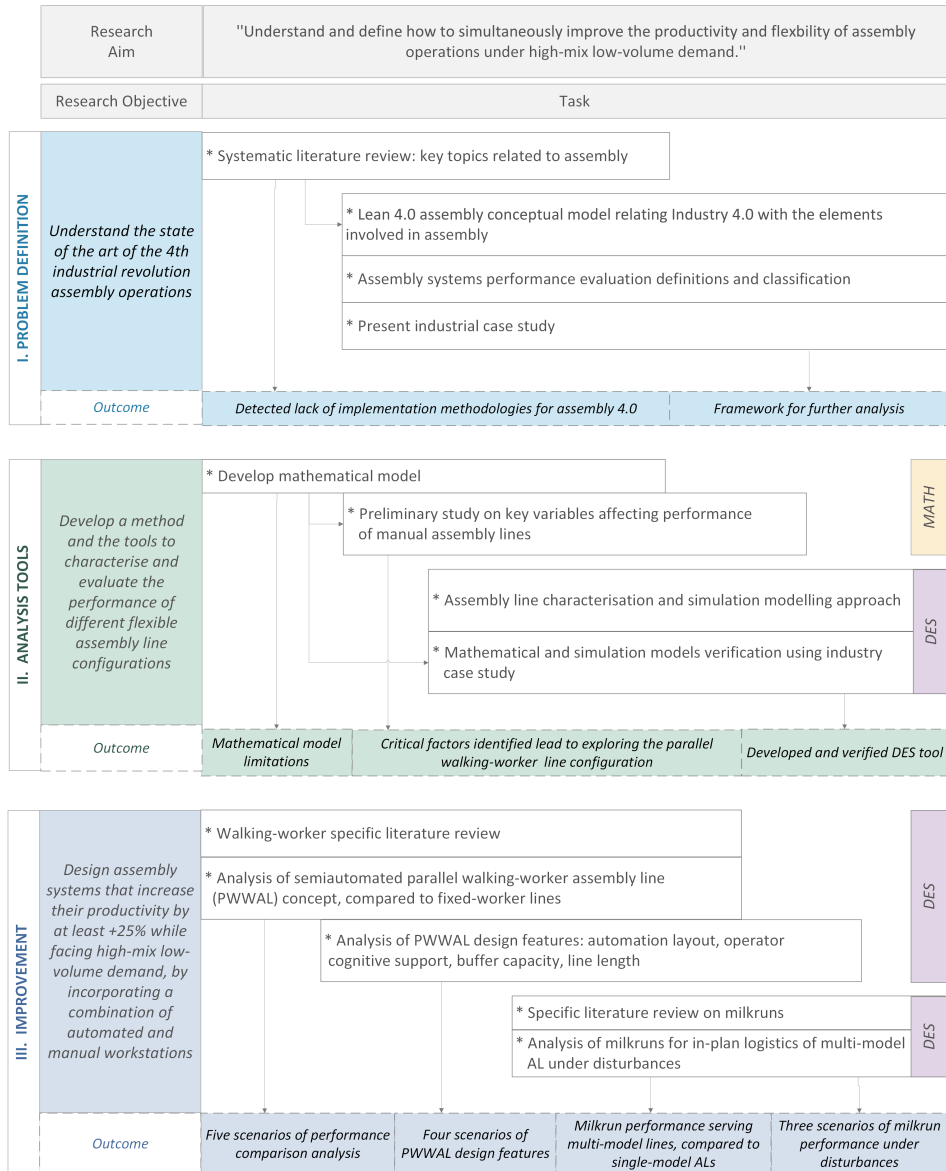 Research
Aim
"Understand and define how to simultaneously improve the productivity and flexbility of assembly
operations under high-mix low-volume demand."
Research Objective
Task
I. PROBLEM DEFINITION
Understand the state
of the art of the 4th
industrial revolution
assembly operations
* Systematic literature review: key topics related to assembly
* Lean 4.0 assembly conceptual model relating Industry 4.0 with the elements
involved in assembly
* Assembly systems performance evaluation definitions and classification
* Present industrial case study
Outcome
Detected lack of implementation methodologies for assembly 4.0
Framework for further analysis
II. ANALYSIS TOOLS
Develop a method
and the tools to
characterise and
evaluate the
performance of
different flexible
assembly line
configurations
* Develop mathematical model
* Preliminary study on key variables affecting performance
of manual assembly lines
MATH
* Assembly line characterisation and simulation modelling approach
* Mathematical and simulation models verification using industry
case study
DES
Outcome
Mathematical model
limitations
Critical factors identified lead to exploring the parallel
walking-worker line configuration
Developed and verified DES tool
III. IMPROVEMENT
Design assembly
systems that increase
their productivity by
at least +25% while
facing high-mix low-
volume demand, by
incorporating a
combination of
automated and
manual workstations
* Walking-worker specific literature review
* Analysis of semiautomated parallel walking-worker assembly line
(PWWAL) concept, compared to fixed-worker lines
* Analysis of PWWAL design features: automation layout, operator
cognitive support, buffer capacity, line length
DES
* Specific literature review on milkruns
* Analysis of milkruns for in-plan logistics of multi-model
AL under disturbances
DES
Outcome
Five scenarios of performance
comparison analysis
Four scenarios of
PWWAL design features
Milkrun performance serving
multi-model lines, compared to
single-model ALs
Three scenarios of milkrun
performance under
disturbances